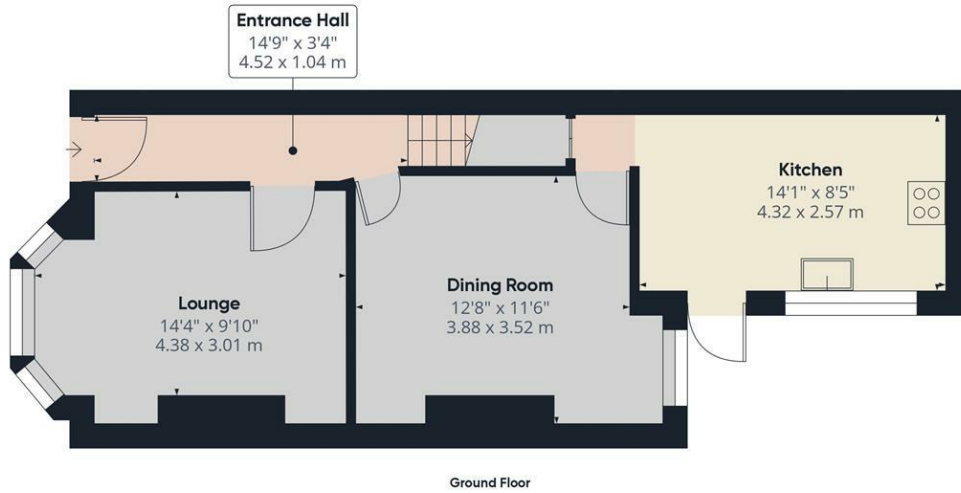 Entrance Hall
14'9" x 3'4"
4.52 x 1.04 m
Kitchen
14'1" x 8'5"
4.32 x 2.57 m
Lounge
14'4" x 9'10"
4.38 x 3.01 m
Dining Room
12'8" x 11'6"
3.88 x 3.52 m
Ground Floor